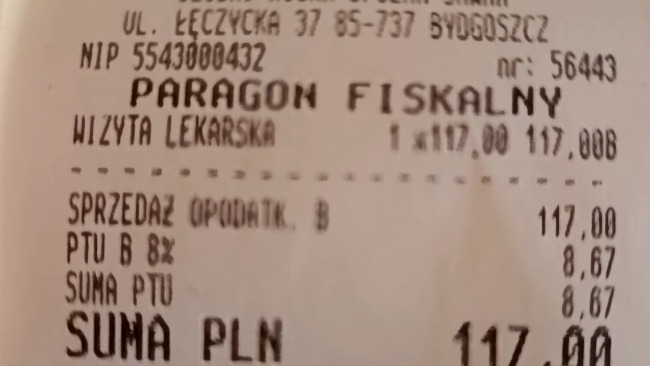 UL. ŁĘCZYCKA 37 85-737 BYDGOSZCZ
NIP 5543000432 nr: 56443
PARAGON FISKALNY
WIZYTA LEKARSKA 1 x117,00 117,00B
- - - - - - - - - - - - - - - - - - - - - -
SPRZEDAŻ OPODATK. B 117,00
PTU B 8% 8,67
SUMA PTU 8,67
SUMA PLN 117,00